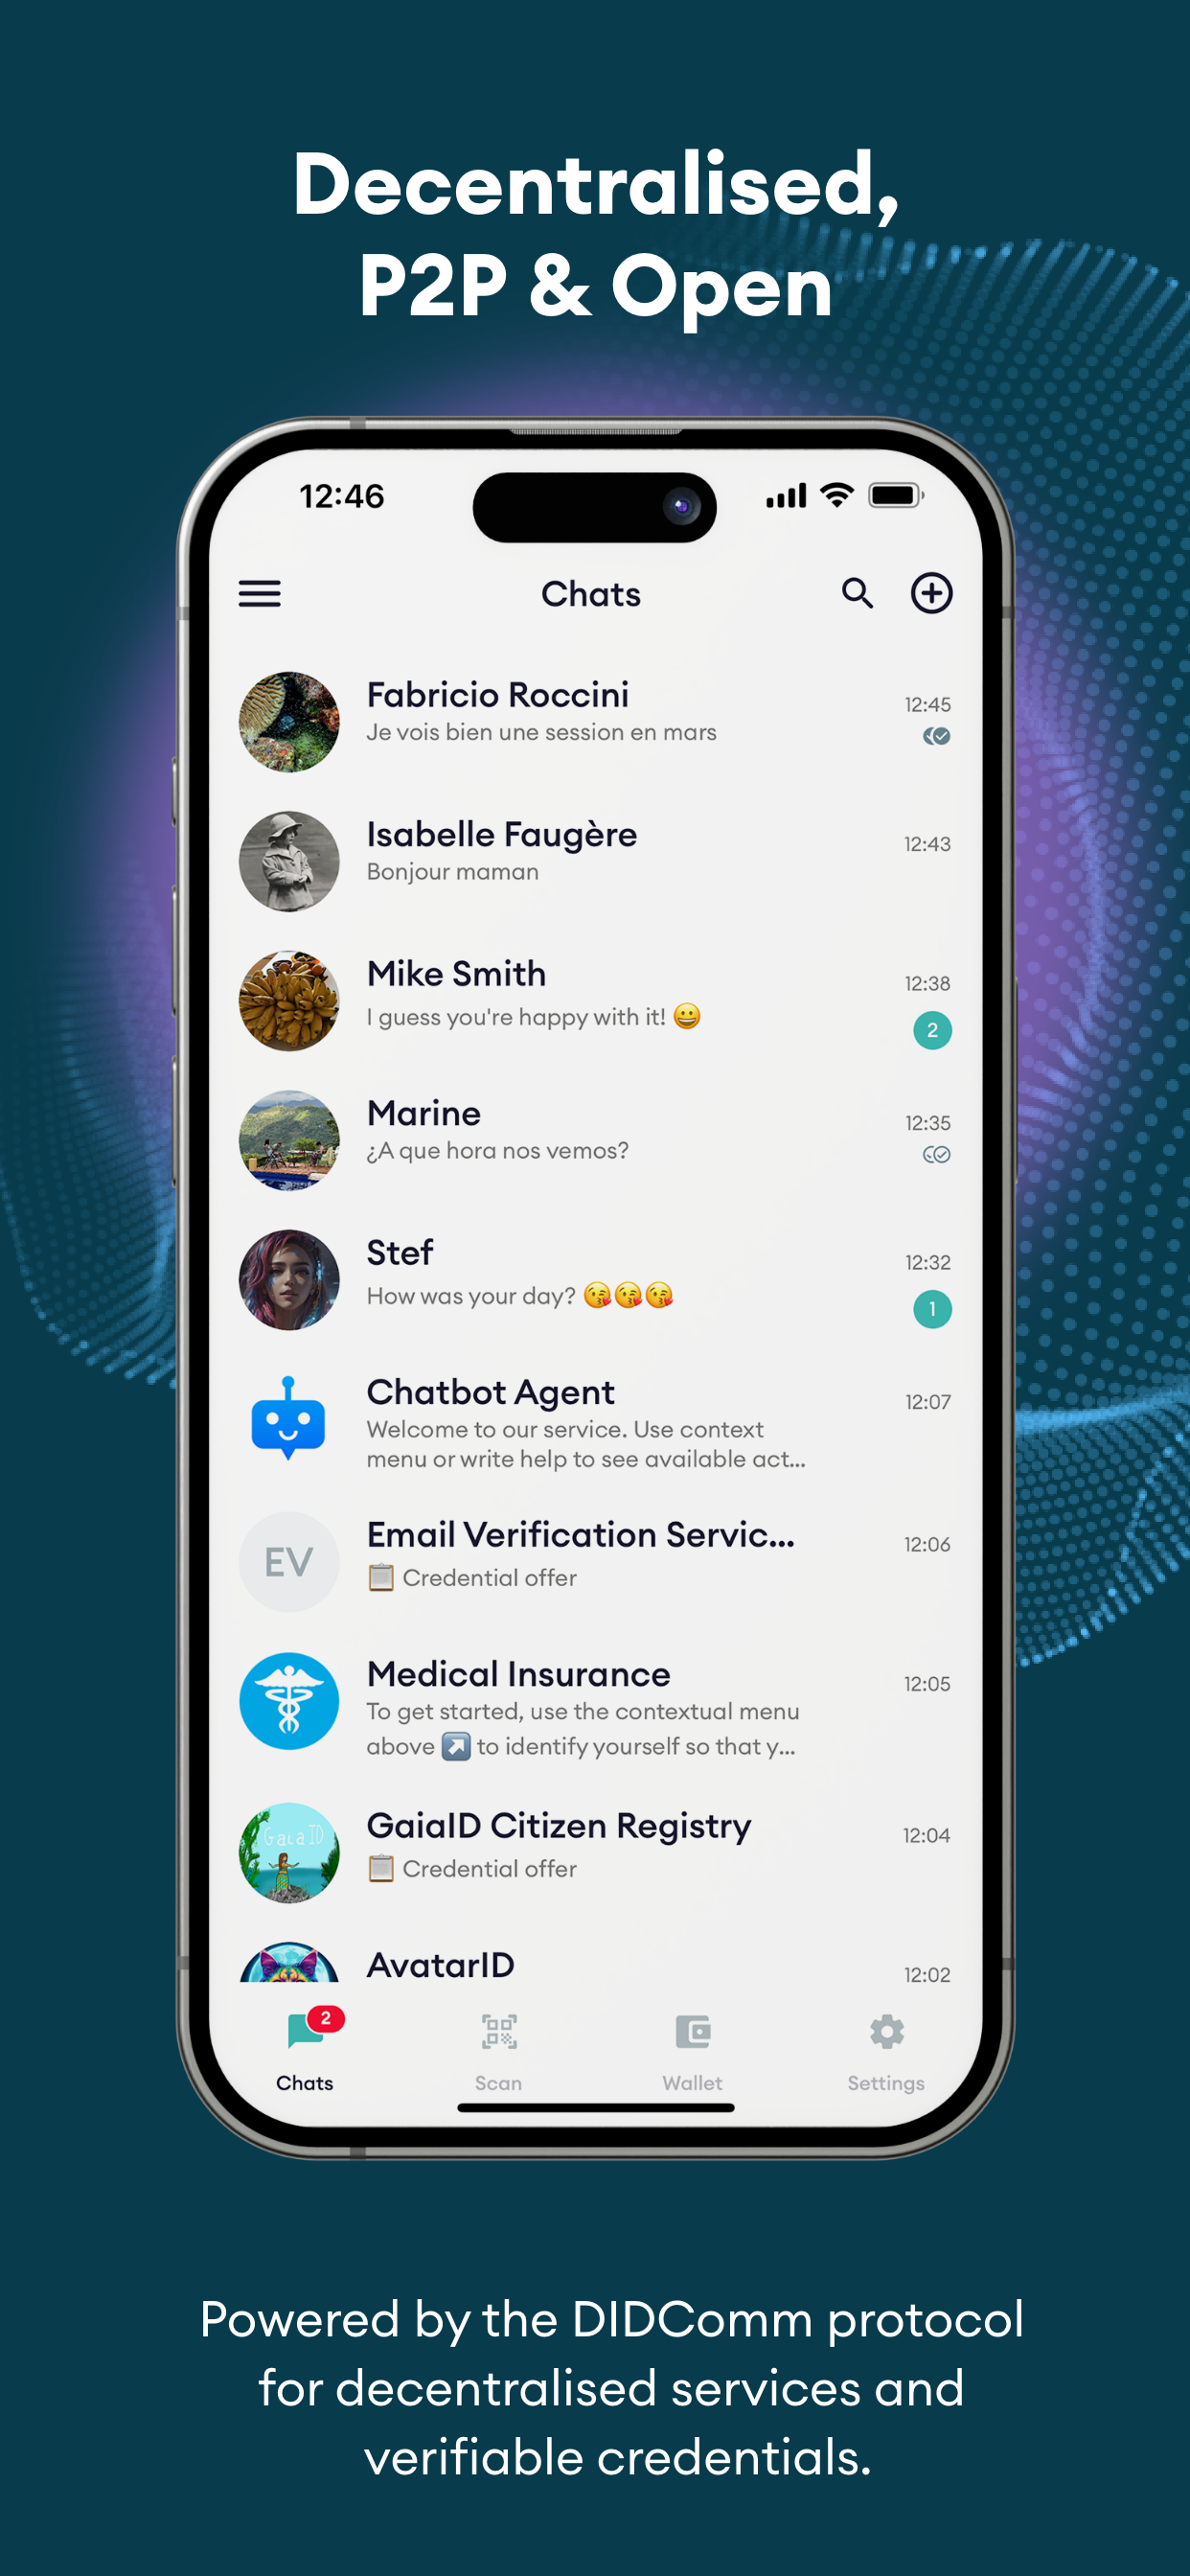 Decentralised,
P2P & Open
12:46
Chats
Fabricio Roccini
12:45
Je vois bien une session en mars
Isabelle Faugère
12:43
Bonjour maman
Mike Smith
12:38
I guess you're happy with it! 😀
2
Marine
12:35
¿A que hora nos vemos?
Stef
12:32
How was your day? 😘😘😘
1
Chatbot Agent
12:07
Welcome to our service. Use context
menu or write help to see available act...
EV
Email Verification Servic...
12:06
📋 Credential offer
Medical Insurance
12:05
To get started, use the contextual menu
above ↗️ to identify yourself so that y...
GaiaID
GaiaID Citizen Registry
12:04
📋 Credential offer
AvatarID
12:02
2
Chats
Scan
Wallet
Settings
Powered by the DIDComm protocol
for decentralised services and
verifiable credentials.